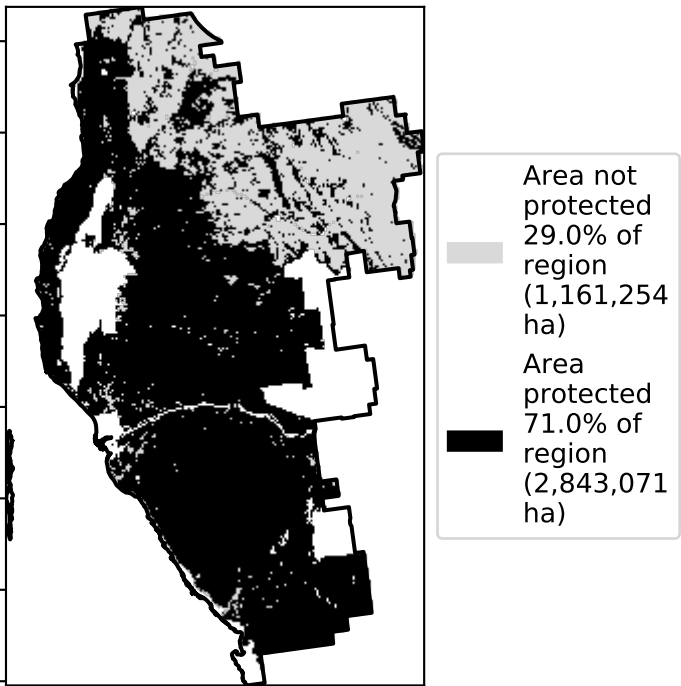 Area not
protected
29.0% of
region
(1,161,254
ha)
Area
protected
71.0% of
region
(2,843,071
ha)